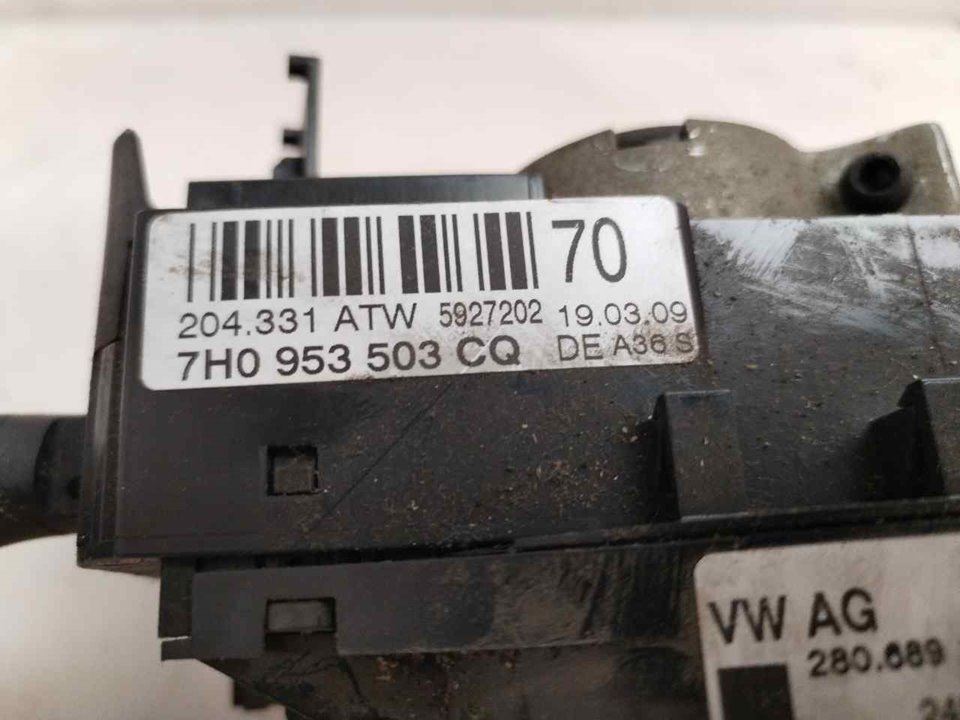 70
204.331 ATW 5927202 19.03.09
7H0 953 503 CQ DE A36 S
VW AG
280.689